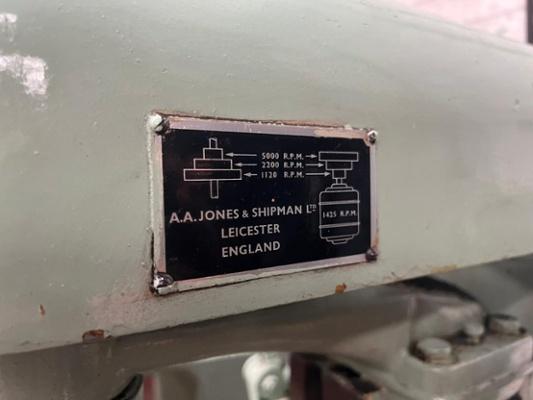 5000 R.P.M.
2200 R.P.M.
1120 R.P.M.
A.A. JONES & SHIPMAN LTD
1425 R.P.M.
LEICESTER
ENGLAND